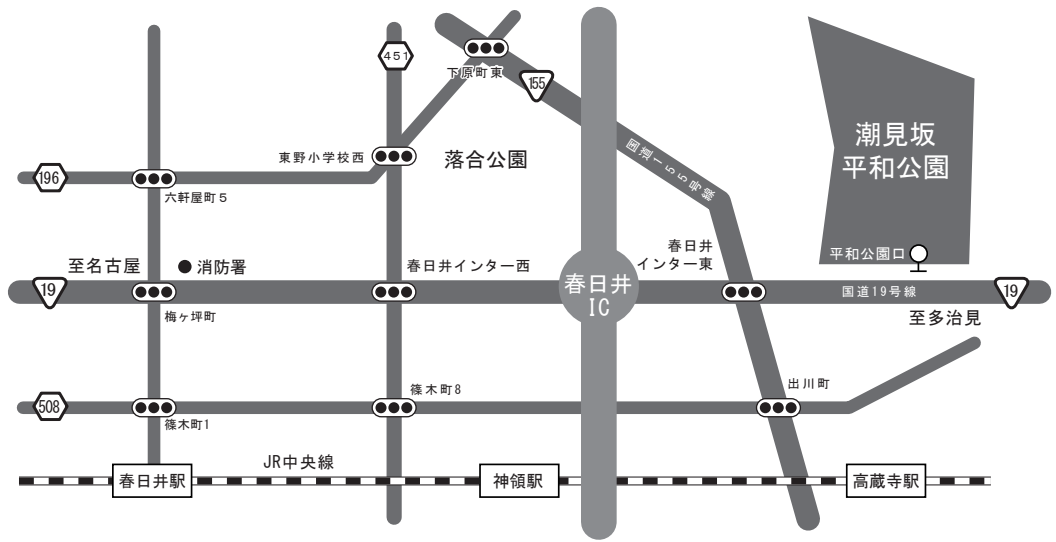 451
下原町東
155
潮見坂
平和公園
東野小学校西
落合公園
国道155号線
196
六軒屋町5
至名古屋
消防署
春日井インター西
春日井
インター東
平和公園口
19
春日井
IC
国道19号線
19
梅ヶ坪町
至多治見
508
篠木町1
篠木町8
出川町
JR中央線
春日井駅
神領駅
高蔵寺駅